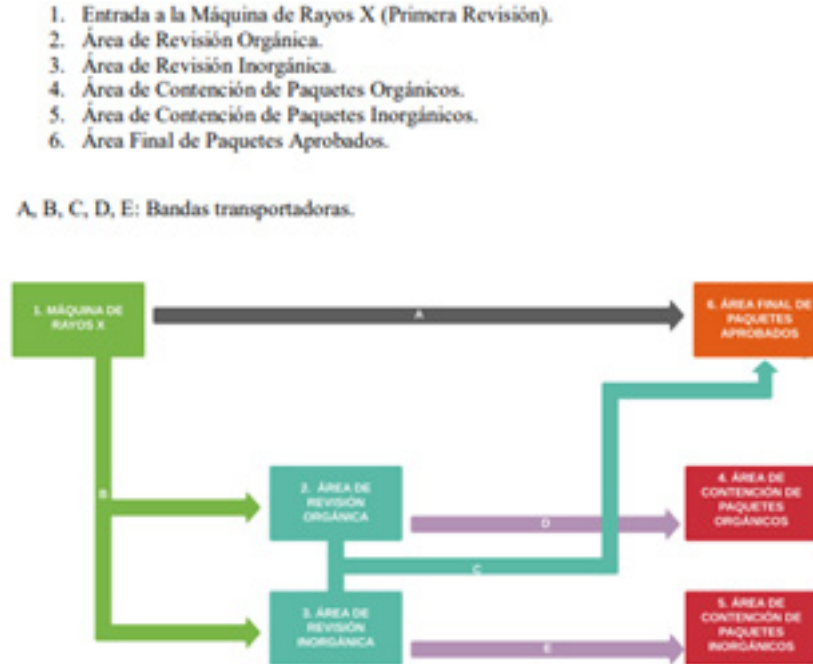 1. Entrada a la Máquina de Rayos X (Primera Revisión).
2. Área de Revisión Orgánica.
3. Área de Revisión Inorgánica.
4. Área de Contención de Paquetes Orgánicos.
5. Área de Contención de Paquetes Inorgánicos.
6. Área Final de Paquetes Aprobados.
A, B, C, D, E: Bandas transportadoras.
1. MÁQUINA DE
RAYOS X
A
6. ÁREA FINAL DE
PAQUETES
APROBADOS
B
2. ÁREA DE
REVISIÓN
ORGÁNICA
D
4. ÁREA DE
CONTENCIÓN DE
PAQUETES
ORGÁNICOS
C
3. ÁREA DE
REVISIÓN
INORGÁNICA
E
5. ÁREA DE
CONTENCIÓN DE
PAQUETES
INORGÁNICOS